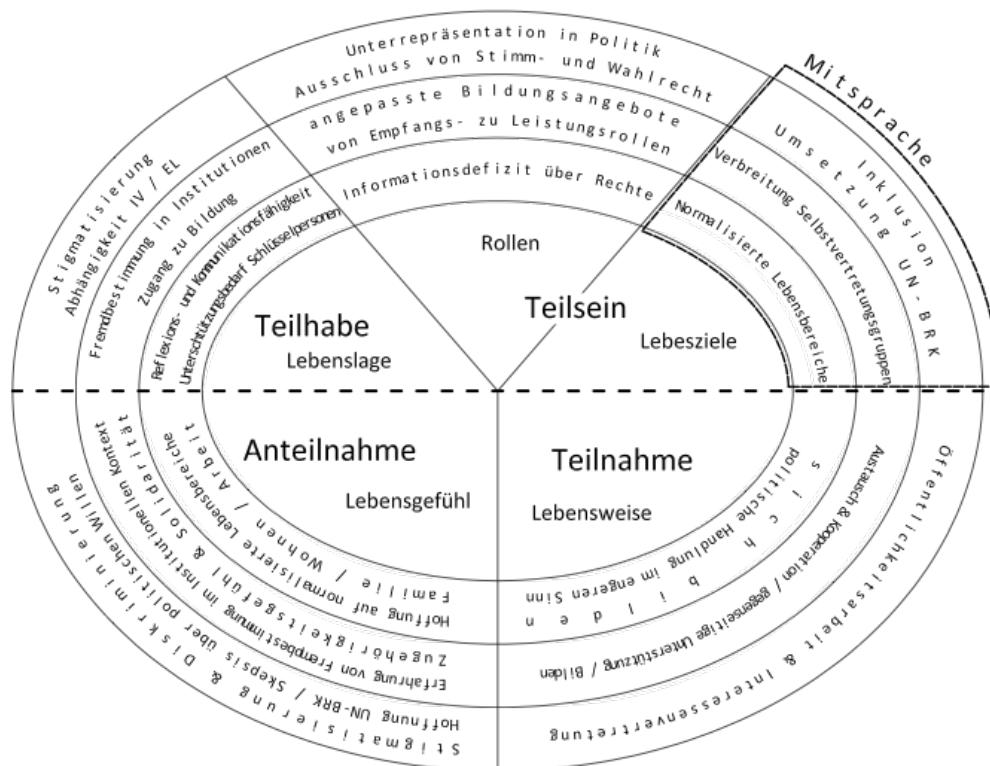 Unterrepräsentation in Politik
Ausschluss von Stimm- und Wahlrecht
angepasste Bildungsangebote
von Empfangs- zu Leistungsrollen
Informationsdefizit über Rechte
Rollen
Teilsein
Lebesziele
Mitsprache
Inklusion
Umsetzung UN-BRK
Verbreitung Selbstvertretungsgruppen
Normalisierte Lebensbereiche
Stigmatisierung
Abhängigkeit IV / EL
Fremdbestimmung in Institutionen
Zugang zu Bildung
Reflexions- und Kommunikationsfähigkeit
Unterschtützungsbedarf Schlüsselpersonen
Teilhabe
Lebenslage
Anteilnahme
Lebensgefühl
Familie / Wohnen / Arbeit
Hoffnung auf normalisierte Lebensbereiche
Zugehörigkeitsgefühl & Solidarität
Erfahrung von Frempbestimmung im Institutionellen Kontext
Hoffnung UN-BRK / Skepsis über politischen Willen
Stigmatisierung & Diskriminierung
Teilnahme
Lebensweise
politische Handlung im engeren Sinn
sich bilden
Austausch & Kooperation / gegenseitige Unterstützung / Bilden
Öffentlichkeitsarbeit & Interessenvertretung